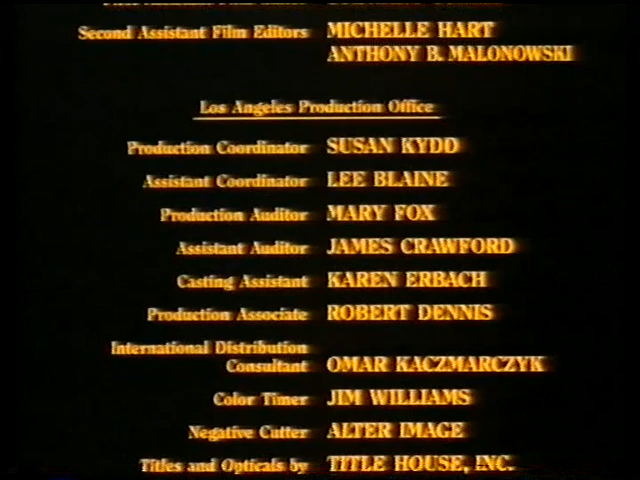 Second Assistant Film Editors MICHELLE HART
ANTHONY B. MALONOWSKI
Los Angeles Production Office
Production Coordinator SUSAN KYDD
Assistant Coordinator LEE BLAINE
Production Auditor MARY FOX
Assistant Auditor JAMES CRAWFORD
Casting Assistant KAREN ERBACH
Production Associate ROBERT DENNIS
International Distribution
Consultant OMAR KACZMARCZYK
Color Timer JIM WILLIAMS
Negative Cutter ALTER IMAGE
Titles and Opticals by TITLE HOUSE, INC.